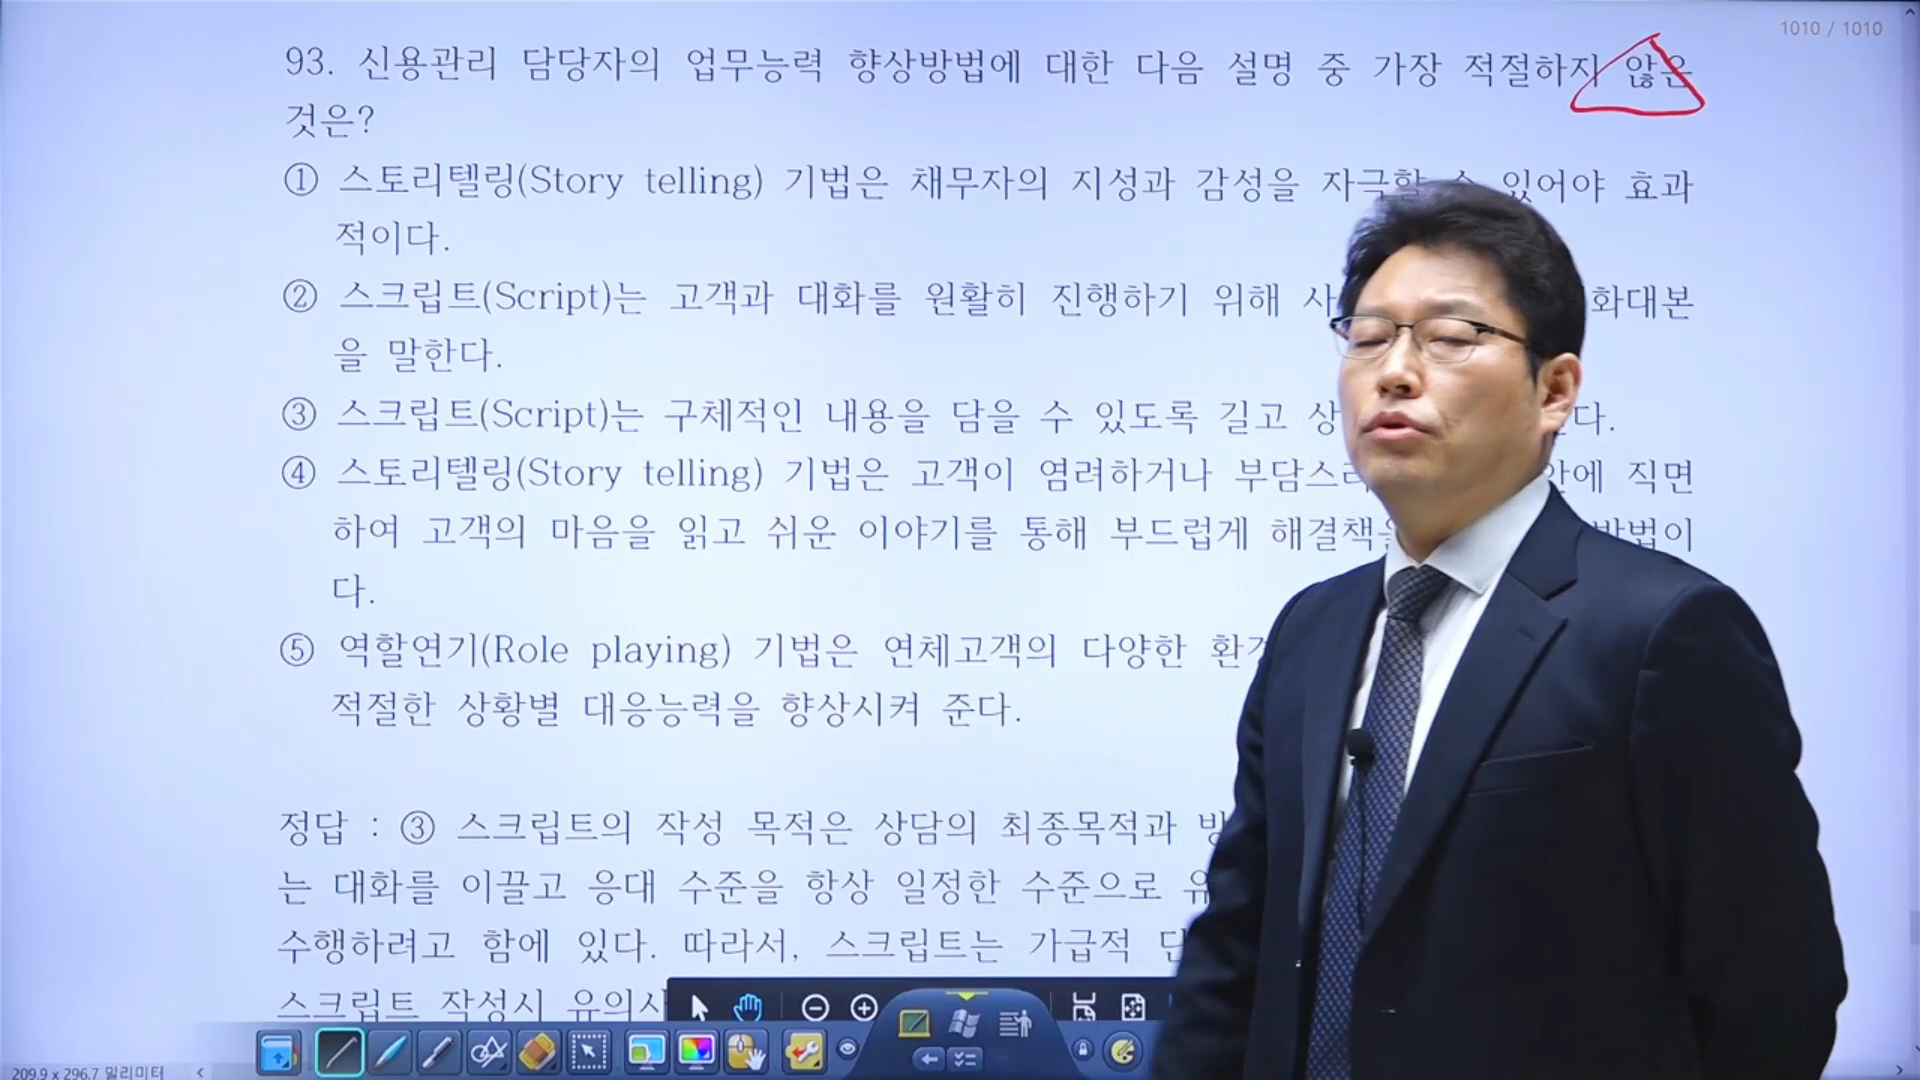 1010 / 1010
93. 신용관리 담당자의 업무능력 향상방법에 대한 다음 설명 중 가장 적절하지 않은
것은?
① 스토리텔링(Story telling) 기법은 채무자의 지성과 감성을 자극할 수 있어야 효과
적이다.
② 스크립트(Script)는 고객과 대화를 원활히 진행하기 위해 화대본
을 말한다.
③ 스크립트(Script)는 구체적인 내용을 담을 수 있도록 길고
④ 스토리텔링(Story telling) 기법은 고객이 염려하거나 직면
하여 고객의 마음을 읽고 쉬운 이야기를 통해 부드럽게 방법이
다.
⑤ 역할연기(Role playing) 기법은 연체고객의 다양한
적절한 상황별 대응능력을 향상시켜 준다.
정답 : ③ 스크립트의 작성 목적은 상담의 최종목적과
는 대화를 이끌고 응대 수준을 항상 일정한 수준으로
수행하려고 함에 있다. 따라서, 스크립트는 가급적
스크립트 작성시
209.9 x 296.7 밀리미터